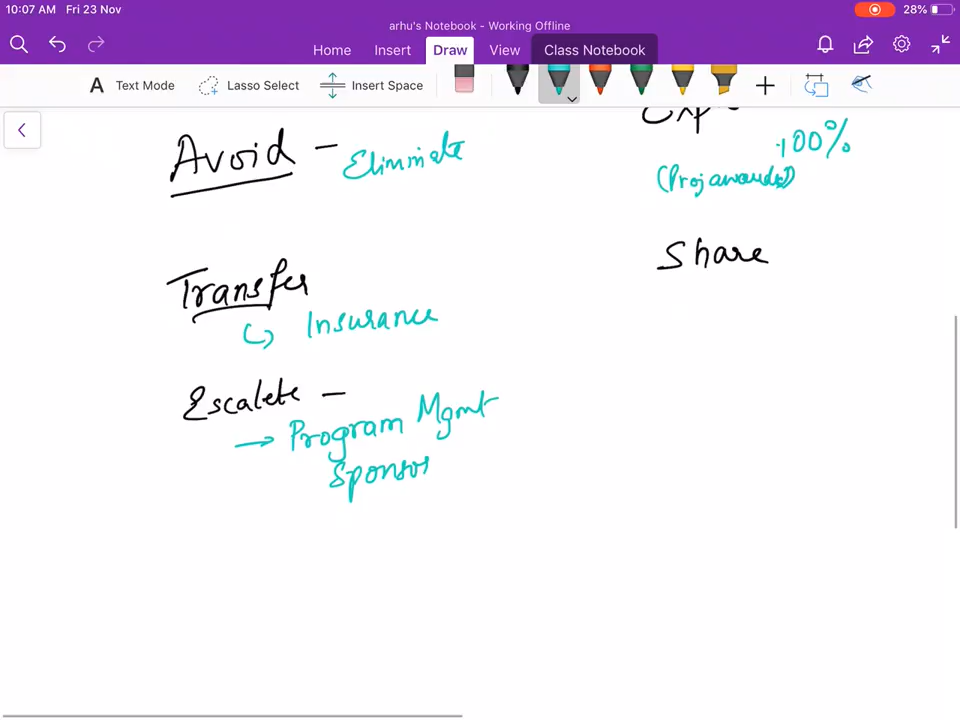 10:07 AM Fri 23 Nov
28%
arhu's Notebook - Working Offline
Home Insert Draw View Class Notebook
A Text Mode Lasso Select Insert Space
Avoid - Eliminate
100%
(Proj awarded)
Share
Transfer
Insurance
Escalete -
→ Program Mgmt
Sponsor